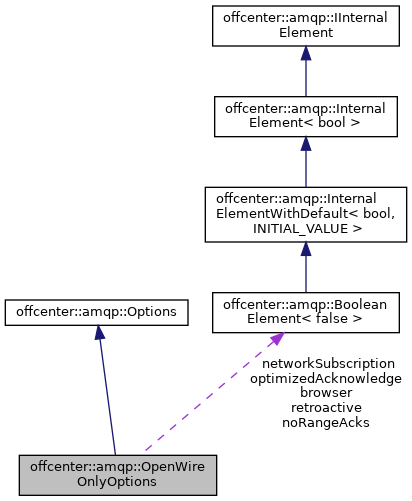 offcenter::amqp::IInternal
Element
offcenter::amqp::Internal
Element< bool >
offcenter::amqp::Internal
ElementWithDefault< bool,
INITIAL_VALUE >
offcenter::amqp::Options
offcenter::amqp::Boolean
Element< false >
networkSubscription
optimizedAcknowledge
browser
retroactive
noRangeAcks
offcenter::amqp::OpenWire
OnlyOptions